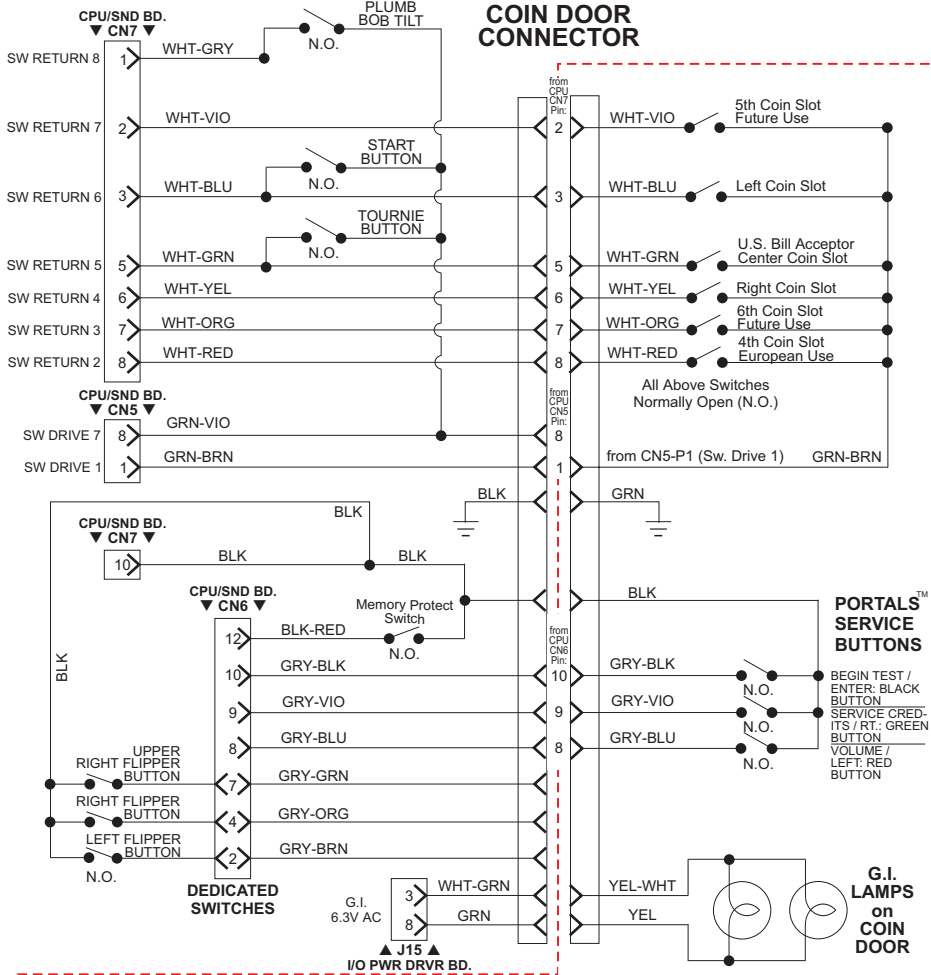 COIN DOOR
CONNECTOR
CPU/SND BD.
▼ CN7 ▼
PLUMB
BOB TILT
N.O.
SW RETURN 8
1
WHT-GRY
from
CPU
CN7
Pin:
SW RETURN 7
2
WHT-VIO
2
WHT-VIO
5th Coin Slot
Future Use
START
BUTTON
N.O.
SW RETURN 6
3
WHT-BLU
3
WHT-BLU
Left Coin Slot
TOURNIE
BUTTON
N.O.
SW RETURN 5
5
WHT-GRN
5
WHT-GRN
U.S. Bill Acceptor
Center Coin Slot
SW RETURN 4
6
WHT-YEL
6
WHT-YEL
Right Coin Slot
SW RETURN 3
7
WHT-ORG
7
WHT-ORG
6th Coin Slot
Future Use
SW RETURN 2
8
WHT-RED
8
WHT-RED
4th Coin Slot
European Use
All Above Switches
Normally Open (N.O.)
CPU/SND BD.
▼ CN5 ▼
from
CPU
CN5
Pin:
SW DRIVE 7
8
GRN-VIO
8
SW DRIVE 1
1
GRN-BRN
1
from CN5-P1 (Sw. Drive 1)
GRN-BRN
BLK
GRN
BLK
CPU/SND BD.
▼ CN7 ▼
10
BLK
BLK
BLK
BLK
CPU/SND BD.
▼ CN6 ▼
Memory Protect
Switch
N.O.
12
BLK-RED
from
CPU
CN6
Pin:
PORTALS™
SERVICE
BUTTONS
10
GRY-BLK
10
GRY-BLK
N.O.
BEGIN TEST /
ENTER: BLACK
BUTTON
9
GRY-VIO
9
GRY-VIO
N.O.
SERVICE CRED-
ITS / RT.: GREEN
BUTTON
8
GRY-BLU
8
GRY-BLU
N.O.
VOLUME /
LEFT: RED
BUTTON
UPPER
RIGHT FLIPPER
BUTTON
7
GRY-GRN
RIGHT FLIPPER
BUTTON
4
GRY-ORG
LEFT FLIPPER
BUTTON
N.O.
2
GRY-BRN
DEDICATED
SWITCHES
G.I.
6.3V AC
3
WHT-GRN
YEL-WHT
8
GRN
YEL
▲ J15 ▲
I/O PWR DRVR BD.
G.I.
LAMPS
on
COIN
DOOR